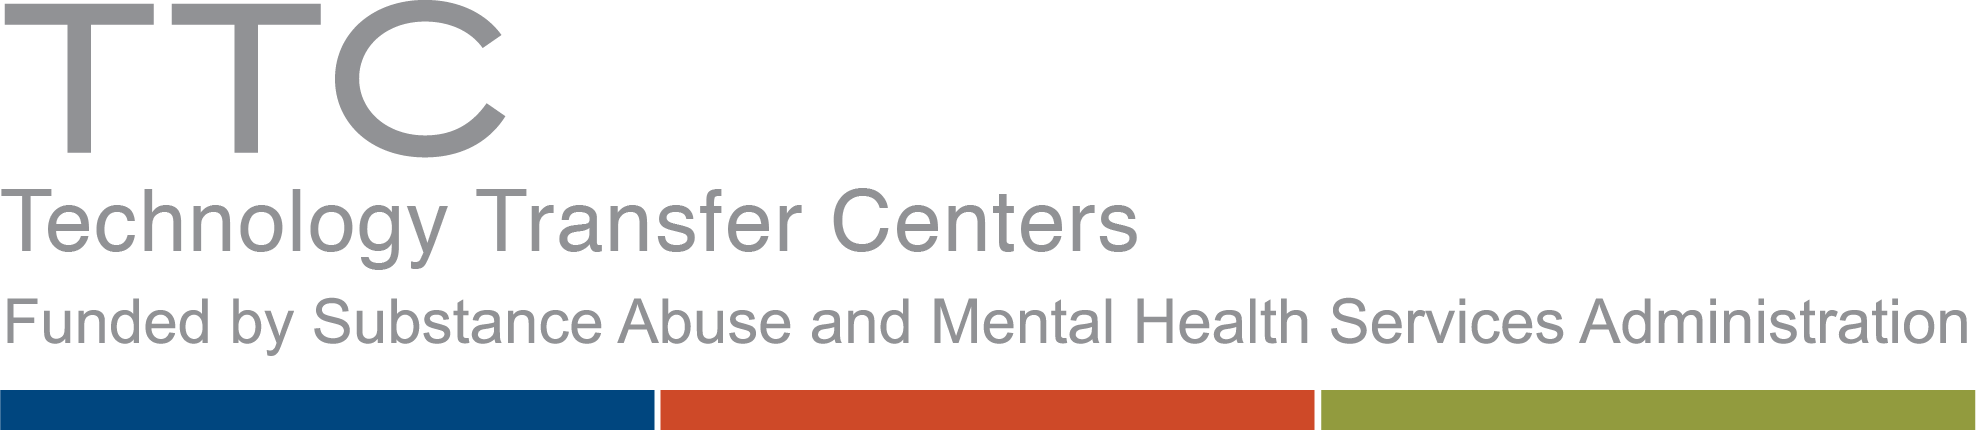 TTC
Technology Transfer Centers
Funded by Substance Abuse and Mental Health Services Administration